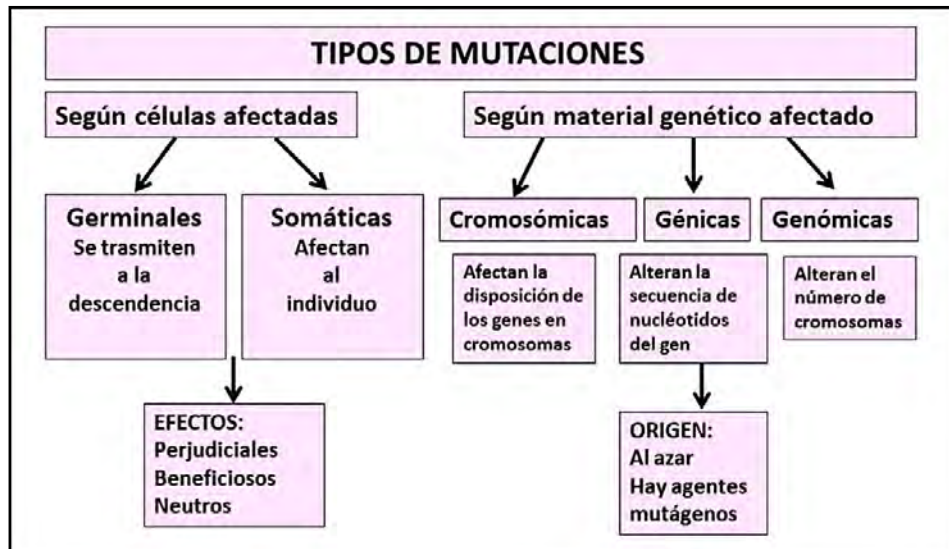 TIPOS DE MUTACIONES
Según células afectadas
Según material genético afectado
Germinales
Se trasmiten
a la
descendencia
Somáticas
Afectan
al
individuo
Cromosómicas
Génicas
Genómicas
Afectan la
disposición de
los genes en
cromosomas
Alteran la
secuencia de
nucléotidos
del gen
Alteran el
número de
cromosomas
EFECTOS:
Perjudiciales
Beneficiosos
Neutros
ORIGEN:
Al azar
Hay agentes
mutágenos